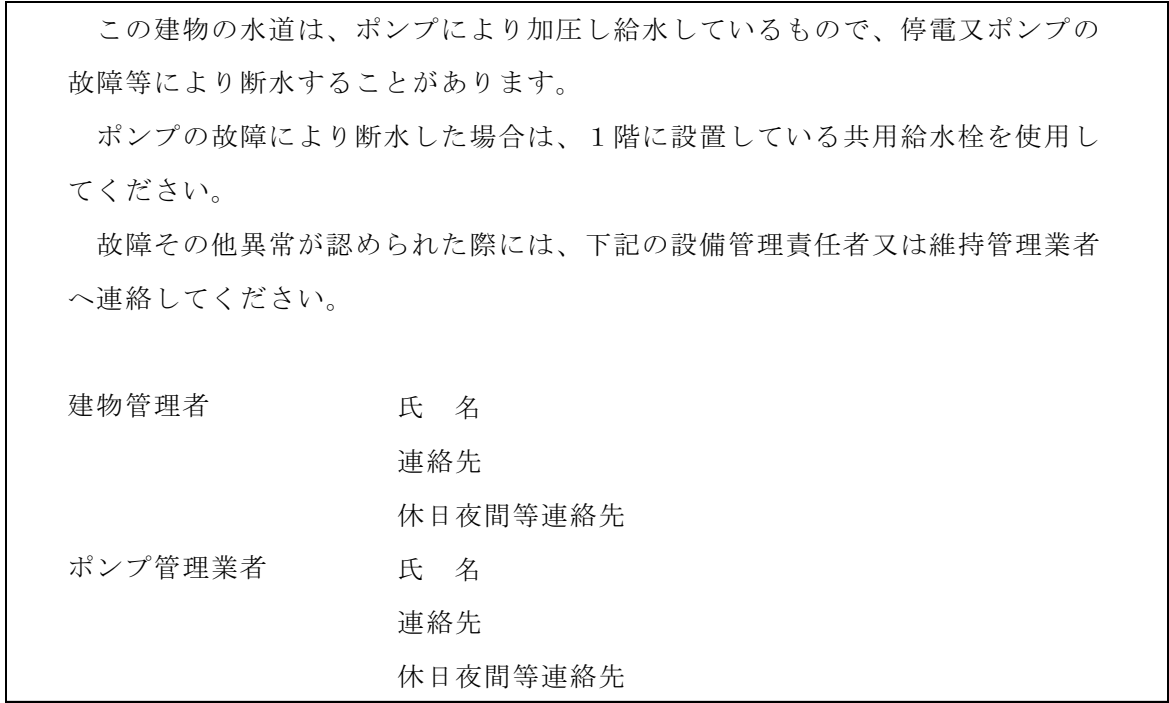 この建物の水道は、ポンプにより加圧し給水しているもので、停電又ポンプの
故障等により断水することがあります。
　ポンプの故障により断水した場合は、１階に設置している共用給水栓を使用し
てください。
　故障その他異常が認められた際には、下記の設備管理責任者又は維持管理業者
へ連絡してください。
建物管理者　氏　名
連絡先
休日夜間等連絡先
ポンプ管理業者　氏　名
連絡先
休日夜間等連絡先